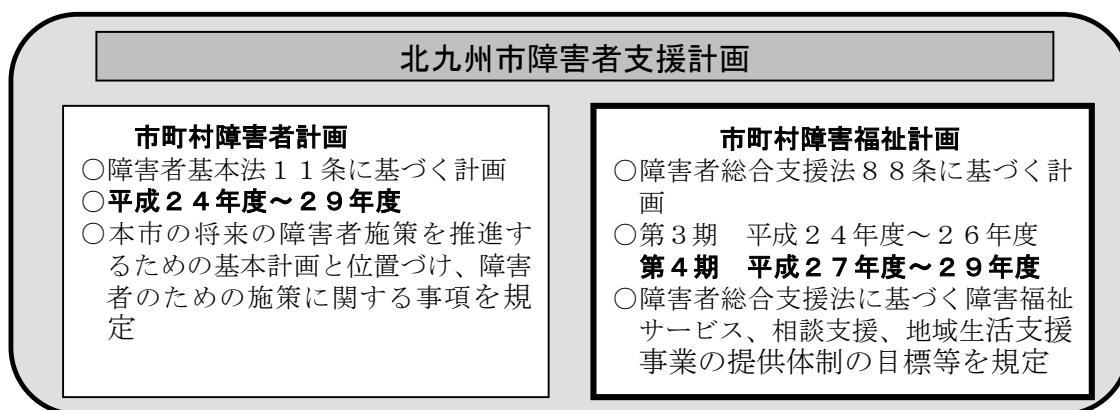 北九州市障害者支援計画
市町村障害者計画
○障害者基本法１１条に基づく計画
○平成２４年度～２９年度
○本市の将来の障害者施策を推進す
るための基本計画と位置づけ、障害
者のための施策に関する事項を規
定
市町村障害福祉計画
○障害者総合支援法８８条に基づく計
画
○第３期　平成２４年度～２６年度
第４期　平成２７年度～２９年度
○障害者総合支援法に基づく障害福祉
サービス、相談支援、地域生活支援
事業の提供体制の目標等を規定